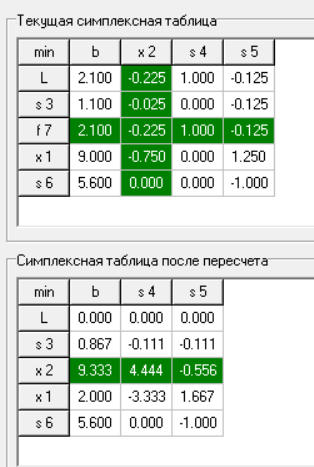 Текущая симплексная таблица
min b x 2 s 4 s 5
L 2.100 -0.225 1.000 -0.125
s 3 1.100 -0.025 0.000 -0.125
f 7 2.100 -0.225 1.000 -0.125
x 1 9.000 -0.750 0.000 1.250
s 6 5.600 0.000 0.000 -1.000
Симплексная таблица после пересчета
min b s 4 s 5
L 0.000 0.000 0.000
s 3 0.867 -0.111 -0.111
x 2 9.333 4.444 -0.556
x 1 2.000 -3.333 1.667
s 6 5.600 0.000 -1.000